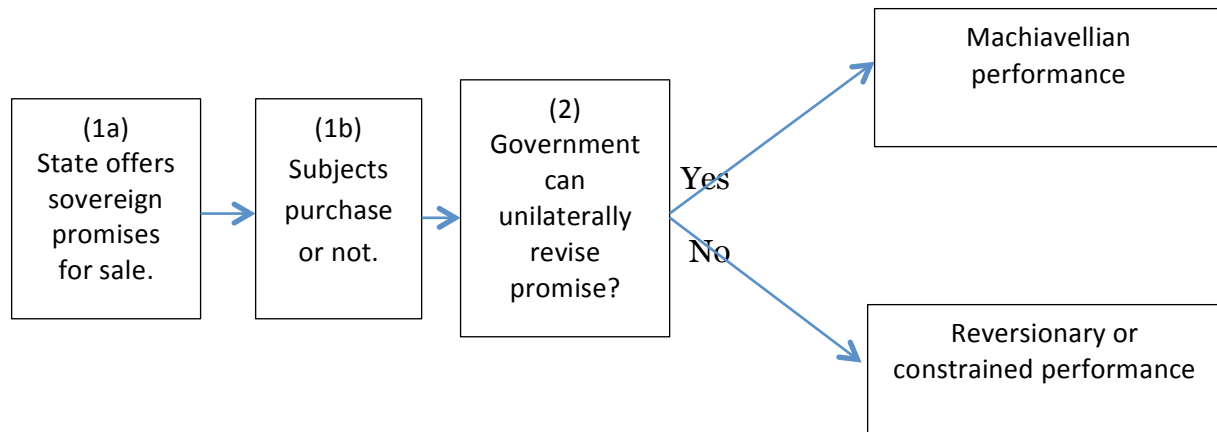 (1a)
State offers
sovereign
promises
for sale.
(1b)
Subjects
purchase
or not.
(2)
Government
can
unilaterally
revise
promise?
Yes
No
Machiavellian
performance
Reversionary or
constrained performance